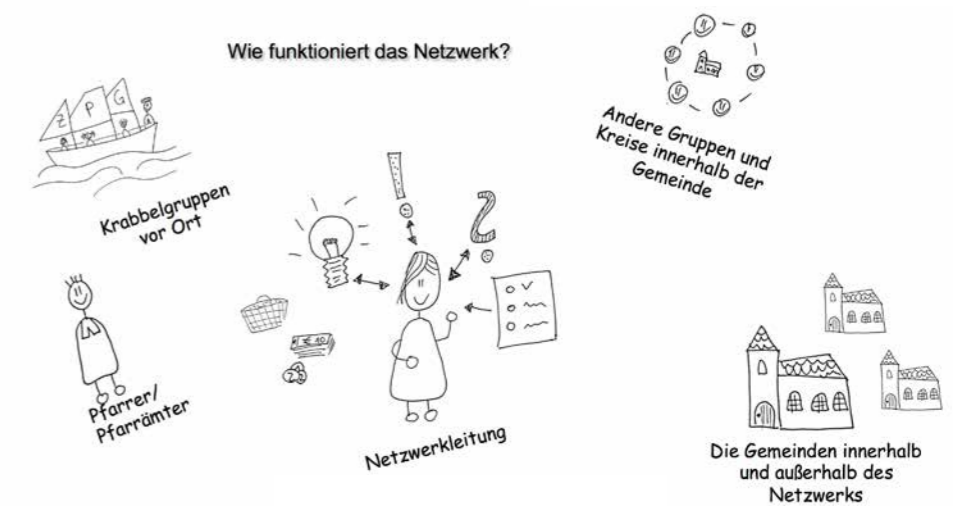 Wie funktioniert das Netzwerk?
Z P G
Krabbelgruppen
vor Ort
Andere Gruppen und
Kreise innerhalb der
Gemeinde
! ?
€ 10
Pfarrer/
Pfarrämter
Netzwerkleitung
Die Gemeinden innerhalb
und außerhalb des
Netzwerks